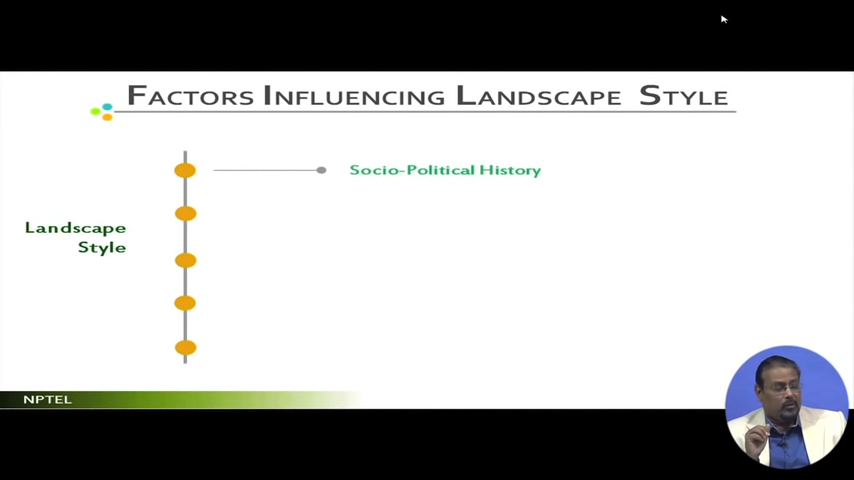 FACTORS INFLUENCING LANDSCAPE STYLE
Socio-Political History
Landscape
Style
NPTEL